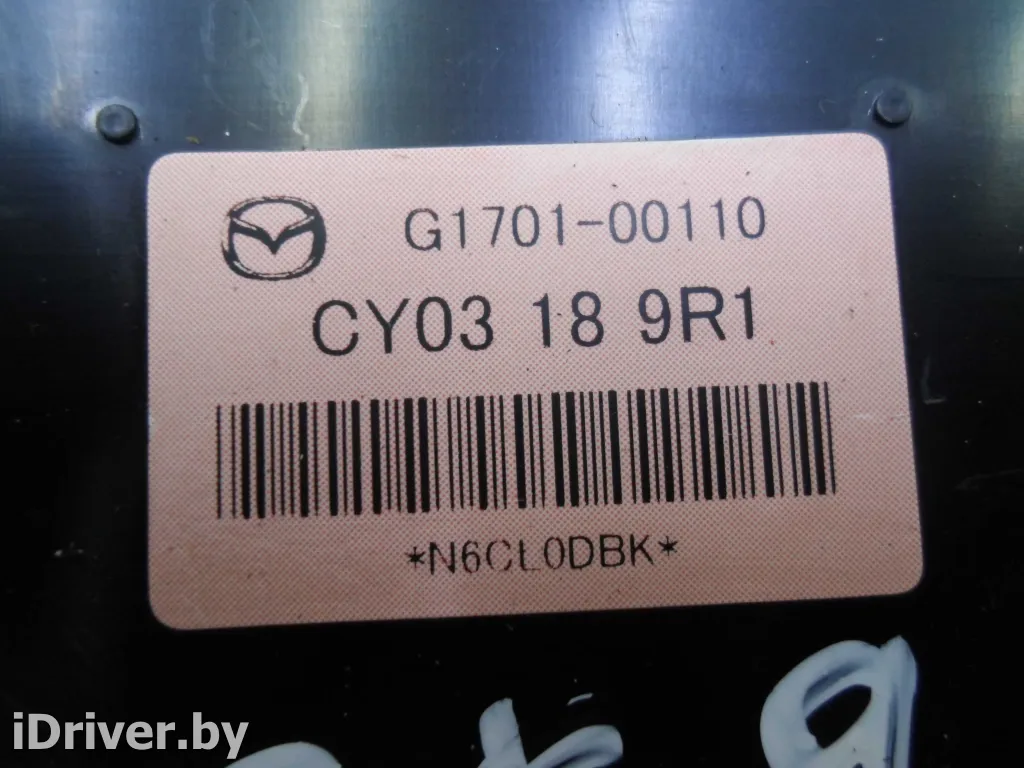 G1701-00110
CY03 18 9R1
*N6CL0DBK*
iDriver.by